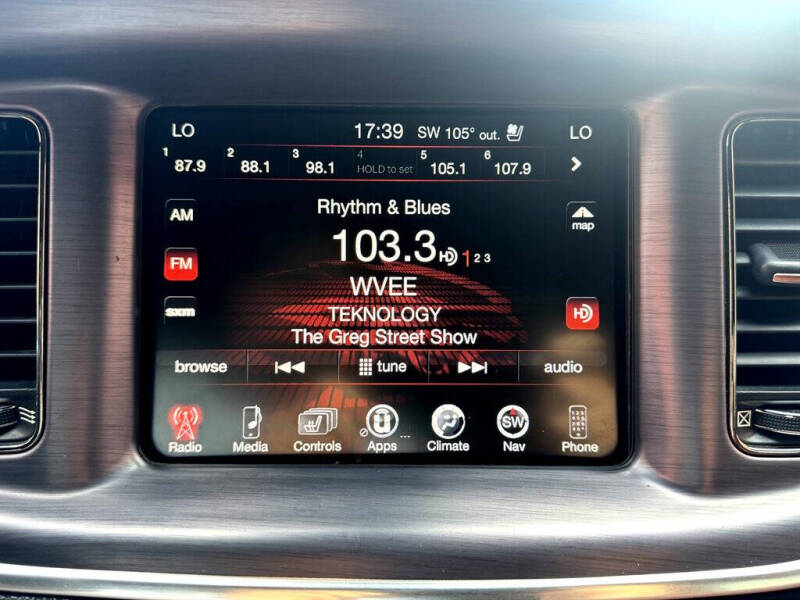 LO 17:39 SW 105° out. LO
1 87.9 2 88.1 3 98.1 4 HOLD to set 5 105.1 6 107.9
Rhythm & Blues
AM map
103.3 HD 1 2 3
FM
WVEE
sxm TEKNOLOGY HD
The Greg Street Show
browse tune audio
SW
Radio Media Controls Apps Climate Nav Phone